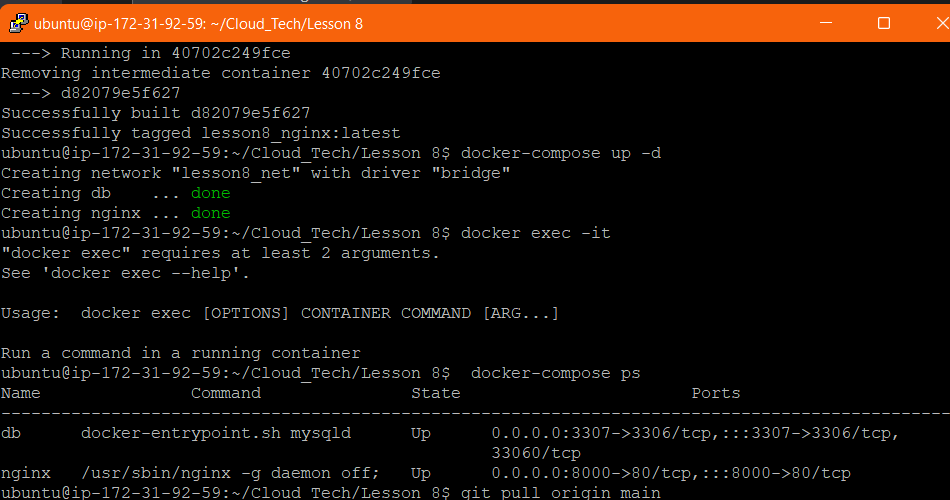 ubuntu@ip-172-31-92-59: ~/Cloud_Tech/Lesson 8
---> Running in 40702c249fce
Removing intermediate container 40702c249fce
---> d82079e5f627
Successfully built d82079e5f627
Successfully tagged lesson8_nginx:latest
ubuntu@ip-172-31-92-59:~/Cloud_Tech/Lesson 8$ docker-compose up -d
Creating network "lesson8_net" with driver "bridge"
Creating db    ... done
Creating nginx ... done
ubuntu@ip-172-31-92-59:~/Cloud_Tech/Lesson 8$ docker exec -it
"docker exec" requires at least 2 arguments.
See 'docker exec --help'.
Usage:  docker exec [OPTIONS] CONTAINER COMMAND [ARG...]
Run a command in a running container
ubuntu@ip-172-31-92-59:~/Cloud_Tech/Lesson 8$  docker-compose ps
Name               Command               State                       Ports
--------------------------------------------------------------------------------
db      docker-entrypoint.sh mysqld      Up      0.0.0.0:3307->3306/tcp,:::3307->3306/tcp,
33060/tcp
nginx   /usr/sbin/nginx -g daemon off;   Up      0.0.0.0:8000->80/tcp,:::8000->80/tcp
ubuntu@ip-172-31-92-59:~/Cloud_Tech/Lesson 8$ git pull origin main